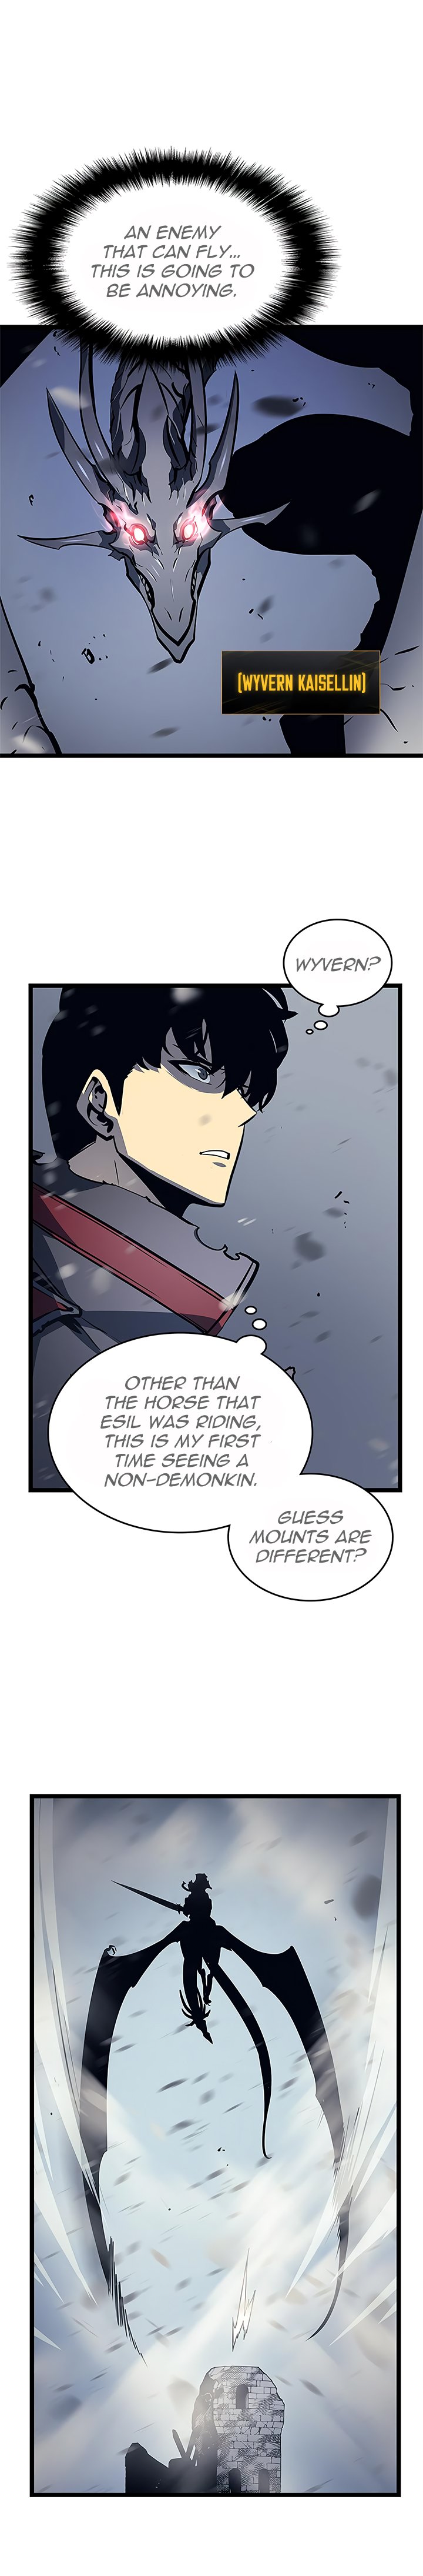 AN ENEMY
THAT CAN FLY...
THIS IS GOING TO
BE ANNOYING.
[WYVERN KAISELLIN]
WYVERN?
OTHER THAN
THE HORSE THAT
ESIL WAS RIDING,
THIS IS MY FIRST
TIME SEEING A
NON-DEMONKIN.
GUESS
MOUNTS ARE
DIFFERENT?